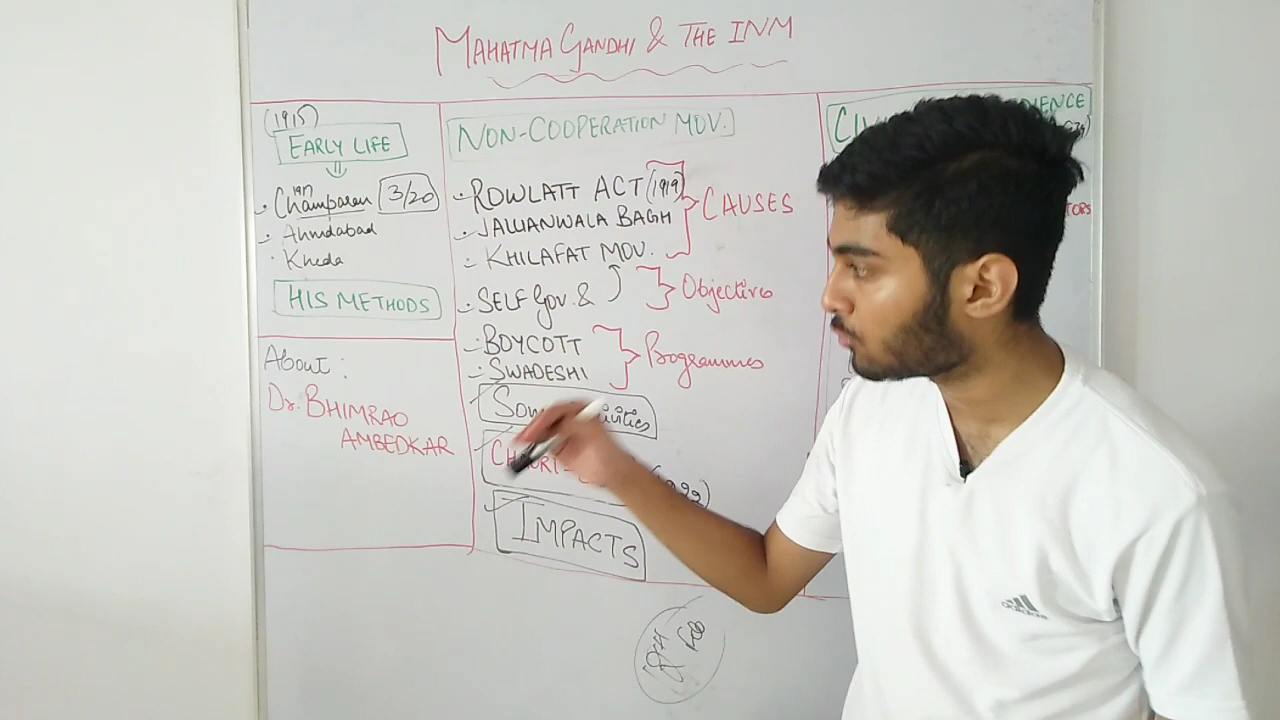 MAHATMA GANDHI & THE INM
(1915)
EARLY LIFE
1917
Champaran 3/20
Ahmdabad
Kheda
HIS METHODS
About :
Dr. BHIMRAO
AMBEDKAR
NON-COOPERATION MOV.
ROWLATT ACT (1919)
JALLIANWALA BAGH
KHILAFAT MOV.
CAUSES
SELF GOV. &
Objectives
BOYCOTT
SWADESHI
Programmes
IMPACTS
adidas